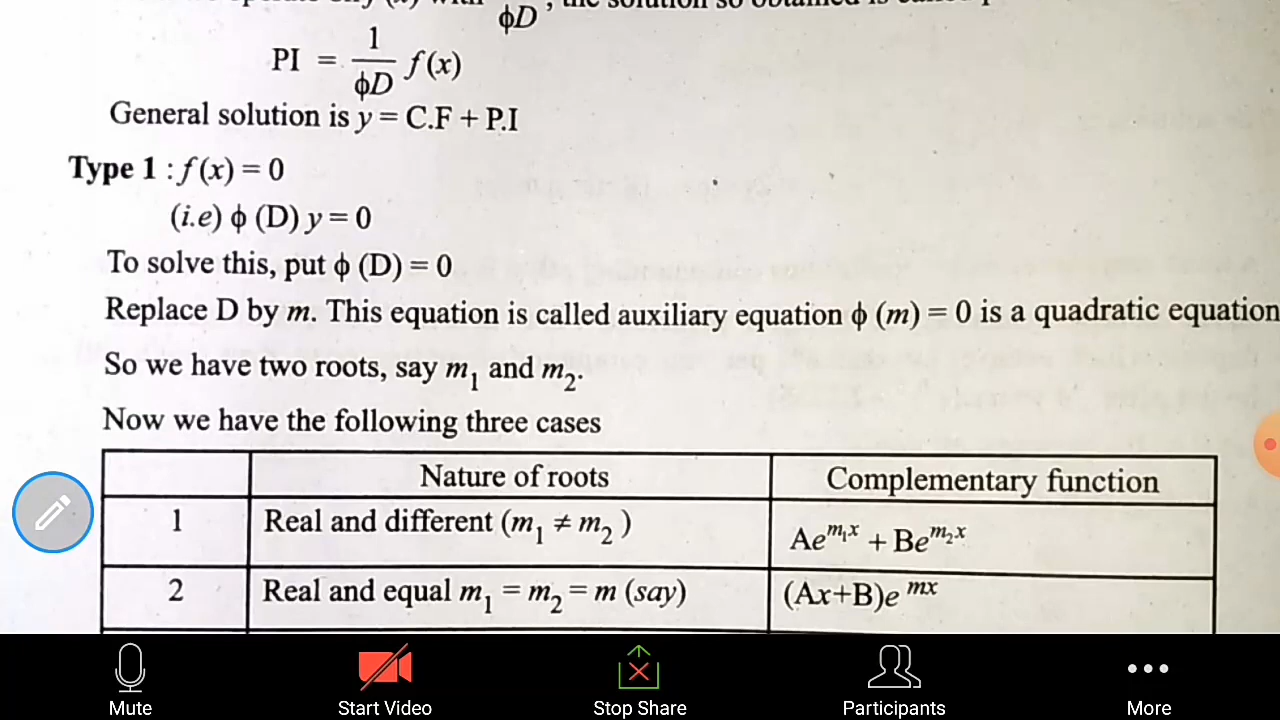 ϕD
PI = 1/ϕD f(x)
General solution is y = C.F + P.I
Type 1 : f(x) = 0
(i.e) ϕ (D) y = 0
To solve this, put ϕ (D) = 0
Replace D by m. This equation is called auxiliary equation ϕ (m) = 0 is a quadratic equation
So we have two roots, say m₁ and m₂.
Now we have the following three cases
Nature of roots Complementary function
1 Real and different (m₁ ≠ m₂ ) Ae^{m₁x} + Be^{m₂x}
2 Real and equal m₁ = m₂ = m (say) (Ax+B)e^{mx}
Mute Start Video Stop Share Participants More